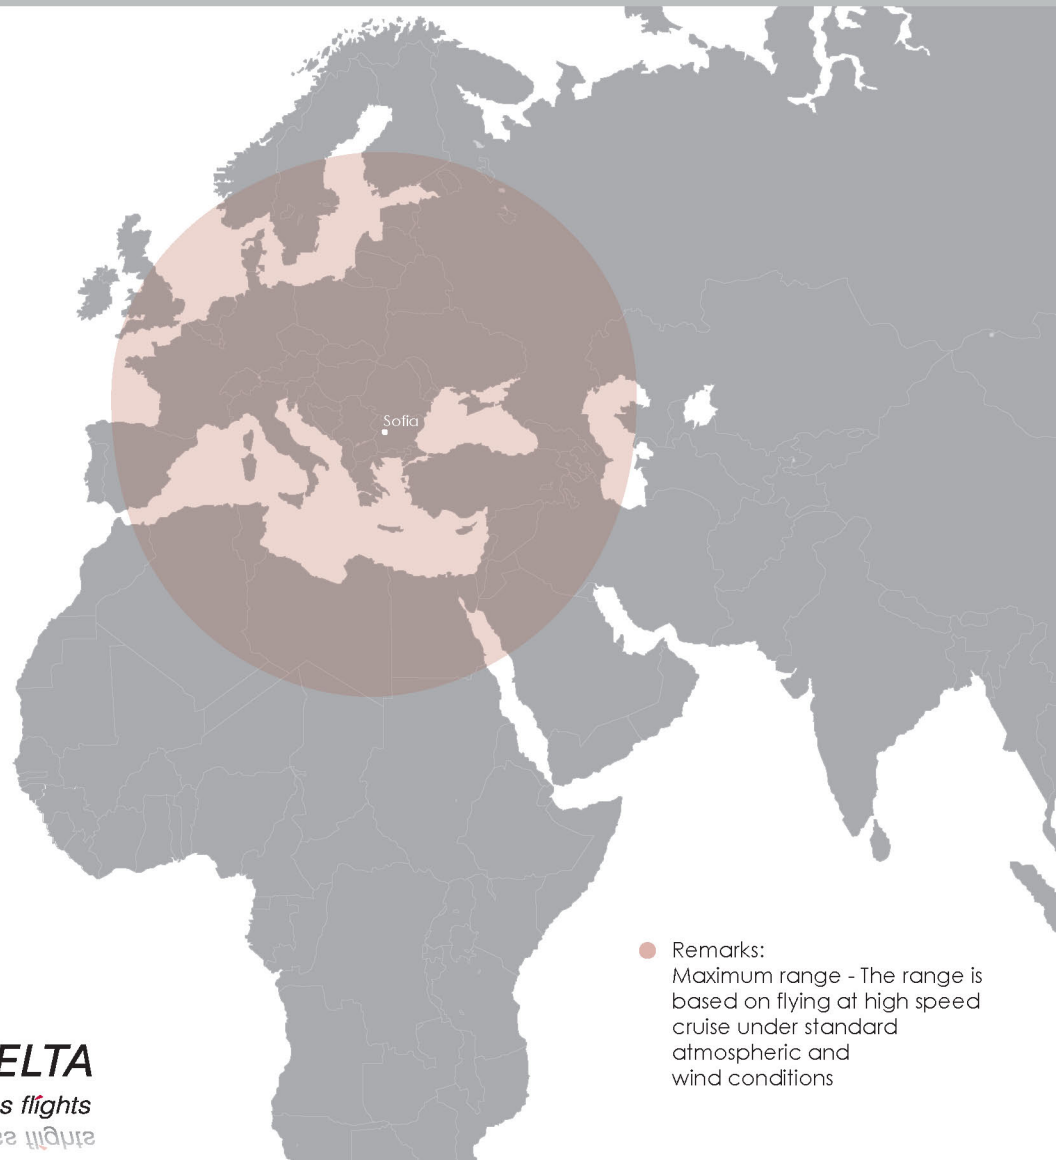 Sofia
Remarks:
Maximum range - The range is
based on flying at high speed
cruise under standard
atmospheric and
wind conditions
ELTA
s flights